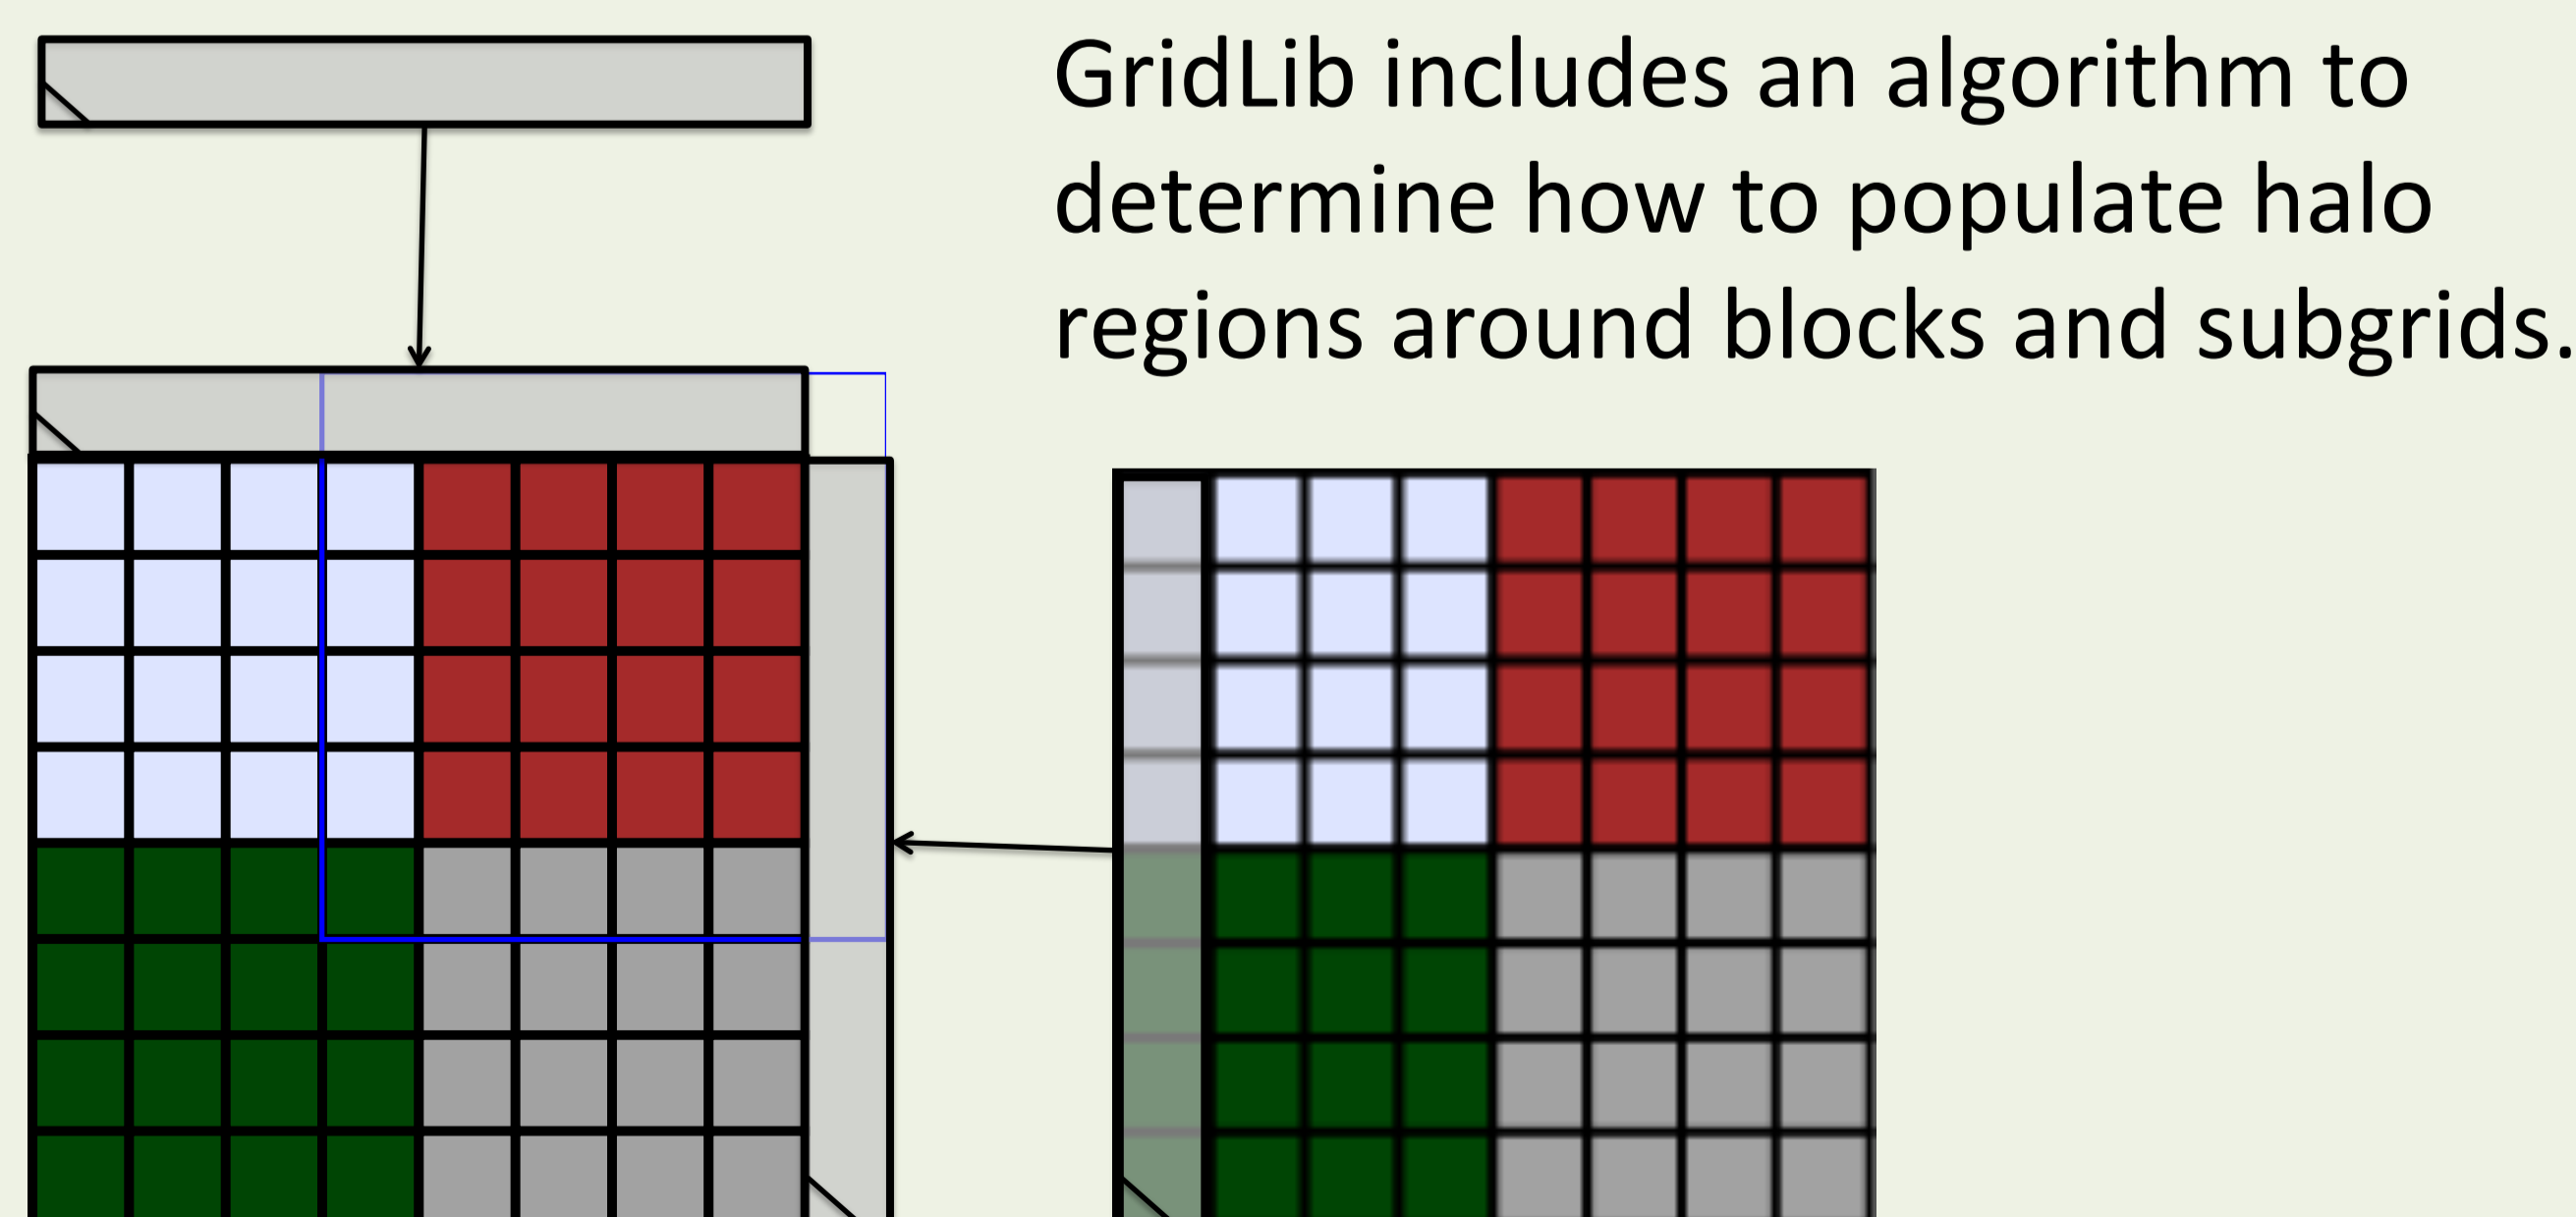 GridLib includes an algorithm to
determine how to populate halo
regions around blocks and subgrids.